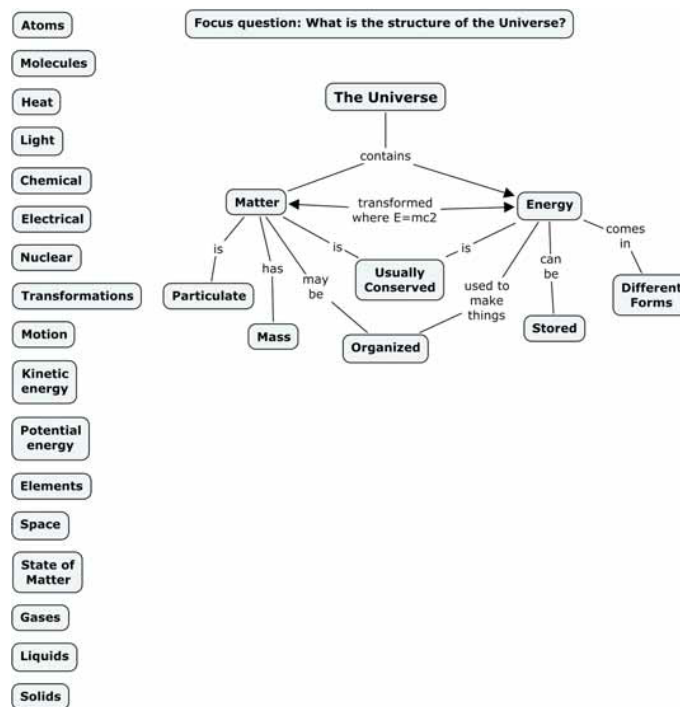 Focus question: What is the structure of the Universe?
Atoms
Molecules
Heat
Light
Chemical
Electrical
Nuclear
Transformations
Motion
Kinetic
energy
Potential
energy
Elements
Space
State of
Matter
Gases
Liquids
Solids
The Universe
contains
Matter
transformed
where E=mc2
Energy
is
has
may
be
is
is
used to
make
things
can
be
comes
in
Particulate
Mass
Usually
Conserved
Organized
Stored
Different
Forms